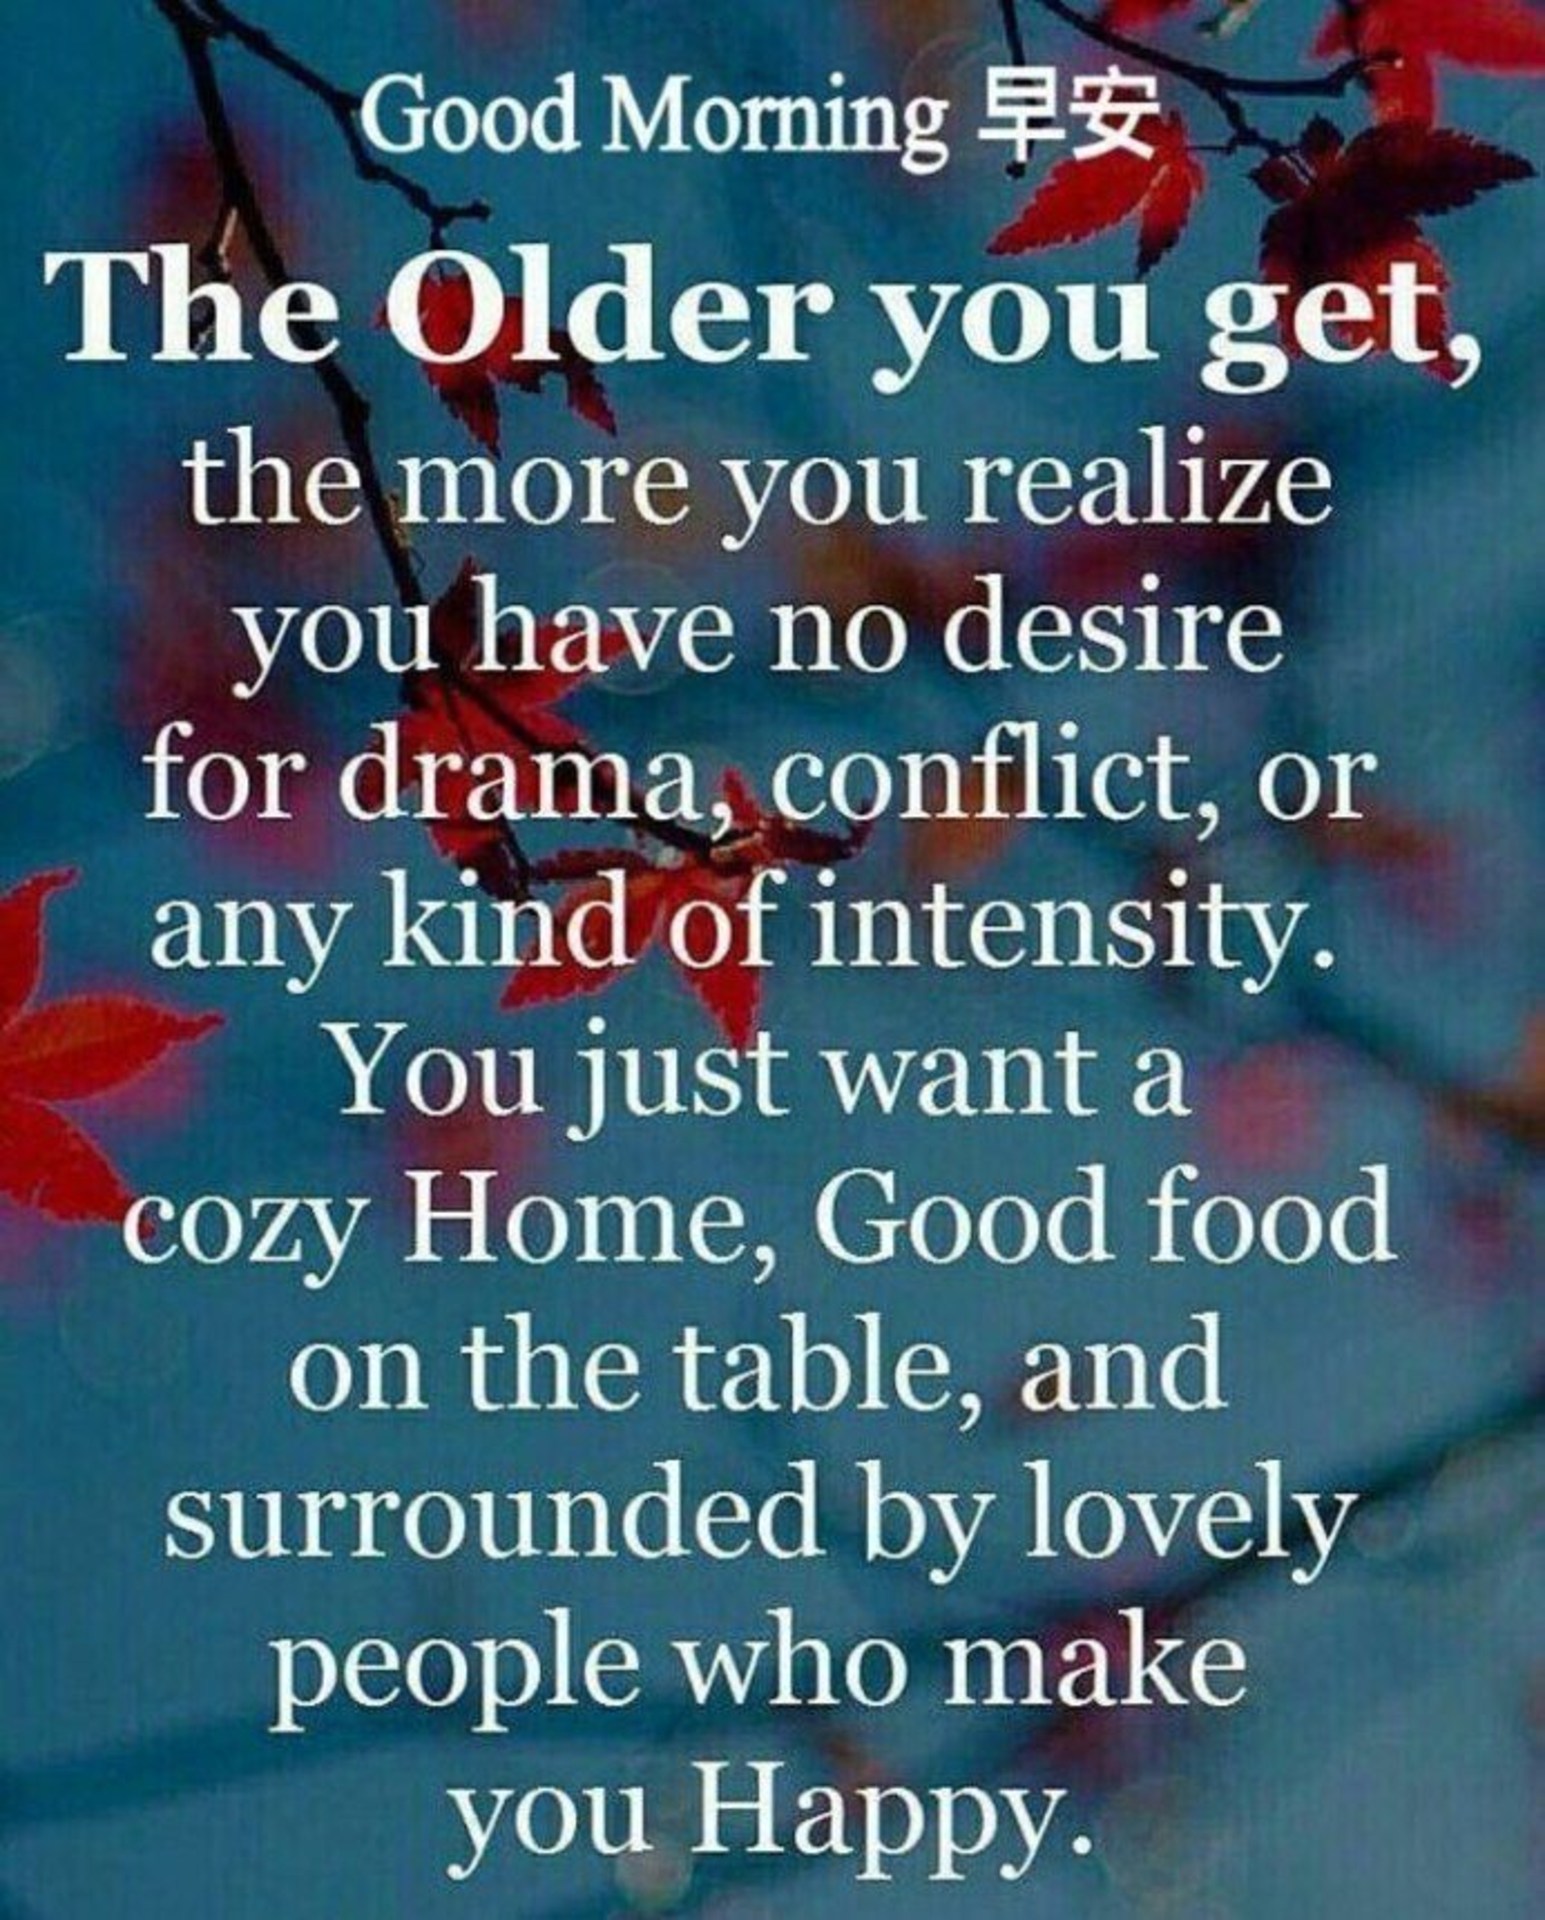 Good Morning 早安
The Older you get,
the more you realize
you have no desire
for drama, conflict, or
any kind of intensity.
You just want a
cozy Home, Good food
on the table, and
surrounded by lovely
people who make
you Happy.